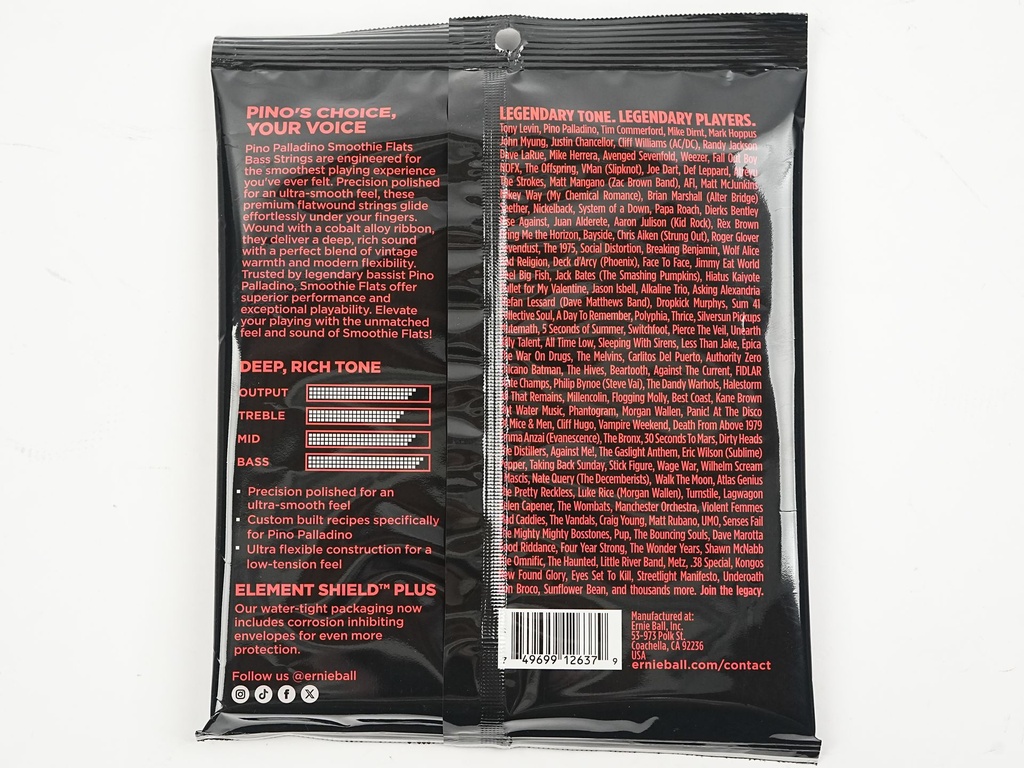 PINO'S CHOICE,
YOUR VOICE
Pino Palladino Smoothie Flats
Bass Strings are engineered for
the smoothest playing experience
you've ever felt. Precision polished
for an ultra-smooth feel, these
premium flatwound strings glide
effortlessly under your fingers.
Wound with a cobalt alloy ribbon,
they deliver a deep, rich sound
with a perfect blend of vintage
warmth and modern flexibility.
Trusted by legendary bassist Pino
Palladino, Smoothie Flats offer
superior performance and
exceptional playability. Elevate
your playing with the unmatched
feel and sound of Smoothie Flats!
DEEP, RICH TONE
OUTPUT
TREBLE
MID
BASS
Precision polished for an
ultra-smooth feel
Custom built recipes specifically
for Pino Palladino
Ultra flexible construction for a
low-tension feel
ELEMENT SHIELD™ PLUS
Our water-tight packaging now
includes corrosion inhibiting
envelopes for even more
protection.
Follow us @ernieball
LEGENDARY TONE. LEGENDARY PLAYERS.
Tony Levin, Pino Palladino, Tim Commerford, Mike Dirnt, Mark Hoppus
John Myung, Justin Chancellor, Cliff Williams (AC/DC), Randy Jackson
Dave LaRue, Mike Herrera, Avenged Sevenfold, Weezer, Fall Out Boy
NOFX, The Offspring, VMan (Slipknot), Joe Dart, Def Leppard,
The Strokes, Matt Mangano (Zac Brown Band), AFI, Matt McJunkins
Way (My Chemical Romance), Brian Marshall (Alter Bridge)
Nickelback, System of a Down, Papa Roach, Dierks Bentley
Against, Juan Alderete, Aaron Julison (Kid Rock), Rex Brown
Me the Horizon, Bayside, Chris Aiken (Strung Out), Roger Glover
The 1975, Social Distortion, Breaking Benjamin, Wolf Alice
Religion, Deck d'Arcy (Phoenix), Face To Face, Jimmy Eat World
Big Fish, Jack Bates (The Smashing Pumpkins), Hiatus Kaiyote
for My Valentine, Jason Isbell, Alkaline Trio, Asking Alexandria
Lessard (Dave Matthews Band), Dropkick Murphys, Sum 41
Soul, A Day To Remember, Polyphia, Thrice, Silversun Pickups
5 Seconds of Summer, Switchfoot, Pierce The Veil, Unearth
Talent, All Time Low, Sleeping With Sirens, Less Than Jake, Epica
War On Drugs, The Melvins, Carlitos Del Puerto, Authority Zero
Batman, The Hives, Beartooth, Against The Current, FIDLAR
Champs, Philip Bynoe (Steve Vai), The Dandy Warhols, Halestorm
That Remains, Millencolin, Flogging Molly, Best Coast, Kane Brown
Water Music, Phantogram, Morgan Wallen, Panic! At The Disco
Mice & Men, Cliff Hugo, Vampire Weekend, Death From Above 1979
Anzai (Evanescence), The Bronx, 30 Seconds To Mars, Dirty Heads
Distillers, Against Me!, The Gaslight Anthem, Eric Wilson (Sublime)
Taking Back Sunday, Stick Figure, Wage War, Wilhelm Scream
Mascis, Nate Query (The Decemberists), Walk The Moon, Atlas Genius
Pretty Reckless, Luke Rice (Morgan Wallen), Turnstile, Lagwagon
Capener, The Wombats, Manchester Orchestra, Violent Femmes
Caddies, The Vandals, Craig Young, Matt Rubano, UMO, Senses Fail
Mighty Mighty Bosstones, Pup, The Bouncing Souls, Dave Marotta
Riddance, Four Year Strong, The Wonder Years, Shawn McNabb
Omnific, The Haunted, Little River Band, Metz, .38 Special, Kongos
Found Glory, Eyes Set To Kill, Streetlight Manifesto, Underoath
Broco, Sunflower Bean, and thousands more. Join the legacy.
7 49699 12637 9
Manufactured at:
Ernie Ball, Inc.
53-973 Polk St.
Coachella, CA 92236
USA
ernieball.com/contact